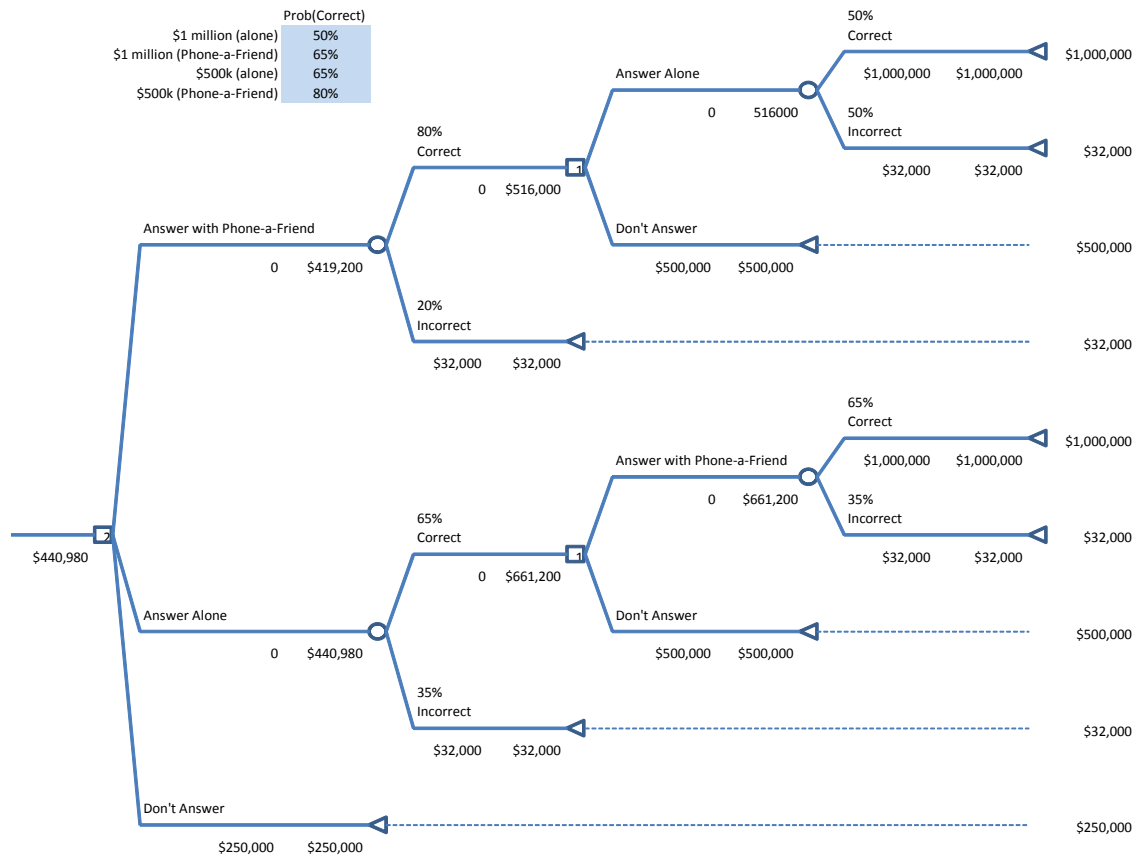 Prob(Correct)
$1 million (alone) 50%
$1 million (Phone-a-Friend) 65%
$500k (alone) 65%
$500k (Phone-a-Friend) 80%
50%
Correct
$1,000,000
$1,000,000 $1,000,000
Answer Alone
0 516000
50%
Incorrect
$32,000
$32,000 $32,000
80%
Correct
1
0 $516,000
Don't Answer
$500,000
$500,000 $500,000
Answer with Phone-a-Friend
0 $419,200
20%
Incorrect
$32,000
$32,000 $32,000
65%
Correct
$1,000,000
$1,000,000 $1,000,000
Answer with Phone-a-Friend
0 $661,200
35%
Incorrect
$32,000
$32,000 $32,000
65%
Correct
1
0 $661,200
2
$440,980
Don't Answer
$500,000
$500,000 $500,000
Answer Alone
0 $440,980
35%
Incorrect
$32,000
$32,000 $32,000
Don't Answer
$250,000
$250,000 $250,000